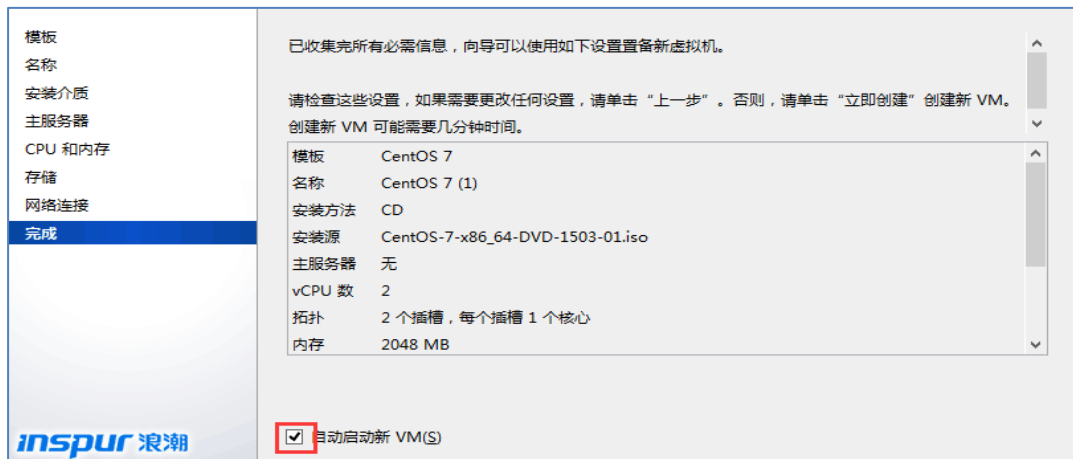 模板
名称
安装介质
主服务器
CPU 和内存
存储
网络连接
完成
已收集完所有必需信息，向导可以使用如下设置置备新虚拟机。
请检查这些设置，如果需要更改任何设置，请单击“上一步”。否则，请单击“立即创建”创建新 VM。
创建新 VM 可能需要几分钟时间。
模板 CentOS 7
名称 CentOS 7 (1)
安装方法 CD
安装源 CentOS-7-x86_64-DVD-1503-01.iso
主服务器 无
vCPU 数 2
拓扑 2 个插槽，每个插槽 1 个核心
内存 2048 MB
自动启动新 VM(S)
inspur 浪潮